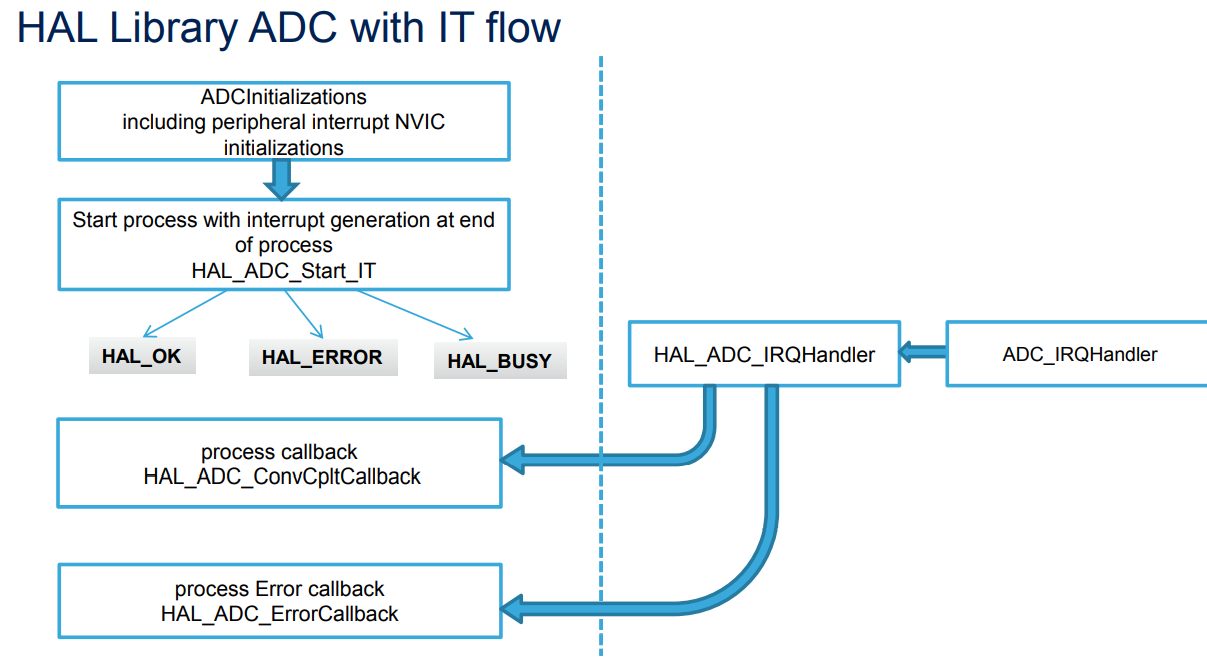 HAL Library ADC with IT flow
ADCInitializations
including peripheral interrupt NVIC
initializations
Start process with interrupt generation at end
of process
HAL_ADC_Start_IT
HAL_OK
HAL_ERROR
HAL_BUSY
HAL_ADC_IRQHandler
ADC_IRQHandler
process callback
HAL_ADC_ConvCpltCallback
process Error callback
HAL_ADC_ErrorCallback